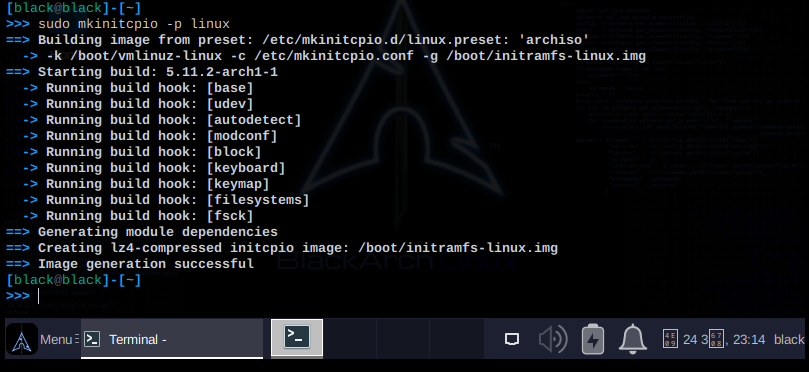 [black@black]-[~]
>>> sudo mkinitcpio -p linux
==> Building image from preset: /etc/mkinitcpio.d/linux.preset: 'archiso'
  -> -k /boot/vmlinuz-linux -c /etc/mkinitcpio.conf -g /boot/initramfs-linux.img
==> Starting build: 5.11.2-arch1-1
  -> Running build hook: [base]
  -> Running build hook: [udev]
  -> Running build hook: [autodetect]
  -> Running build hook: [modconf]
  -> Running build hook: [block]
  -> Running build hook: [keyboard]
  -> Running build hook: [keymap]
  -> Running build hook: [filesystems]
  -> Running build hook: [fsck]
==> Generating module dependencies
==> Creating lz4-compressed initcpio image: /boot/initramfs-linux.img
==> Image generation successful
BlackArch
[black@black]-[~]
>>>
Menu Terminal - 24 3, 23:14 black